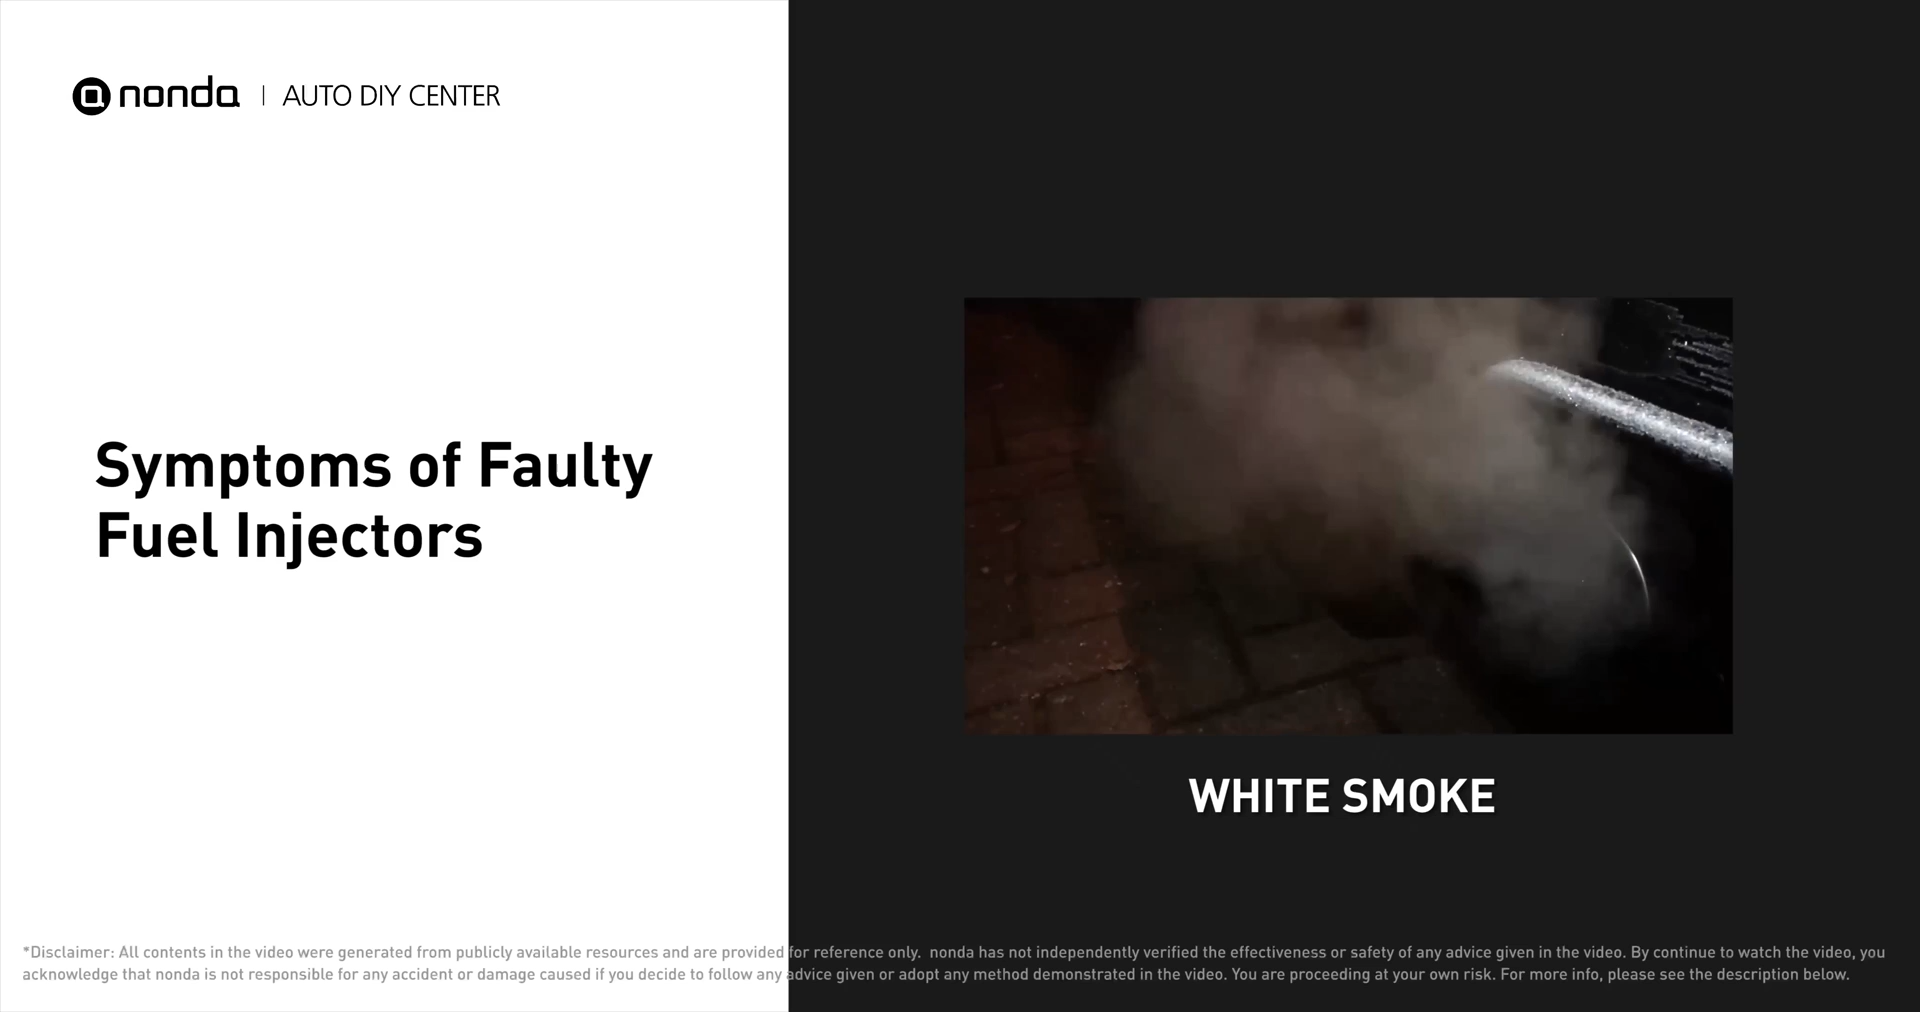 nonda | AUTO DIY CENTER
Symptoms of Faulty
Fuel Injectors
WHITE SMOKE
*Disclaimer: All contents in the video were generated from publicly available resources and are provided for reference only.  nonda has not independently verified the effectiveness or safety of any advice given in the video. By continue to watch the video, you
acknowledge that nonda is not responsible for any accident or damage caused if you decide to follow any advice given or adopt any method demonstrated in the video. You are proceeding at your own risk. For more info, please see the description below.